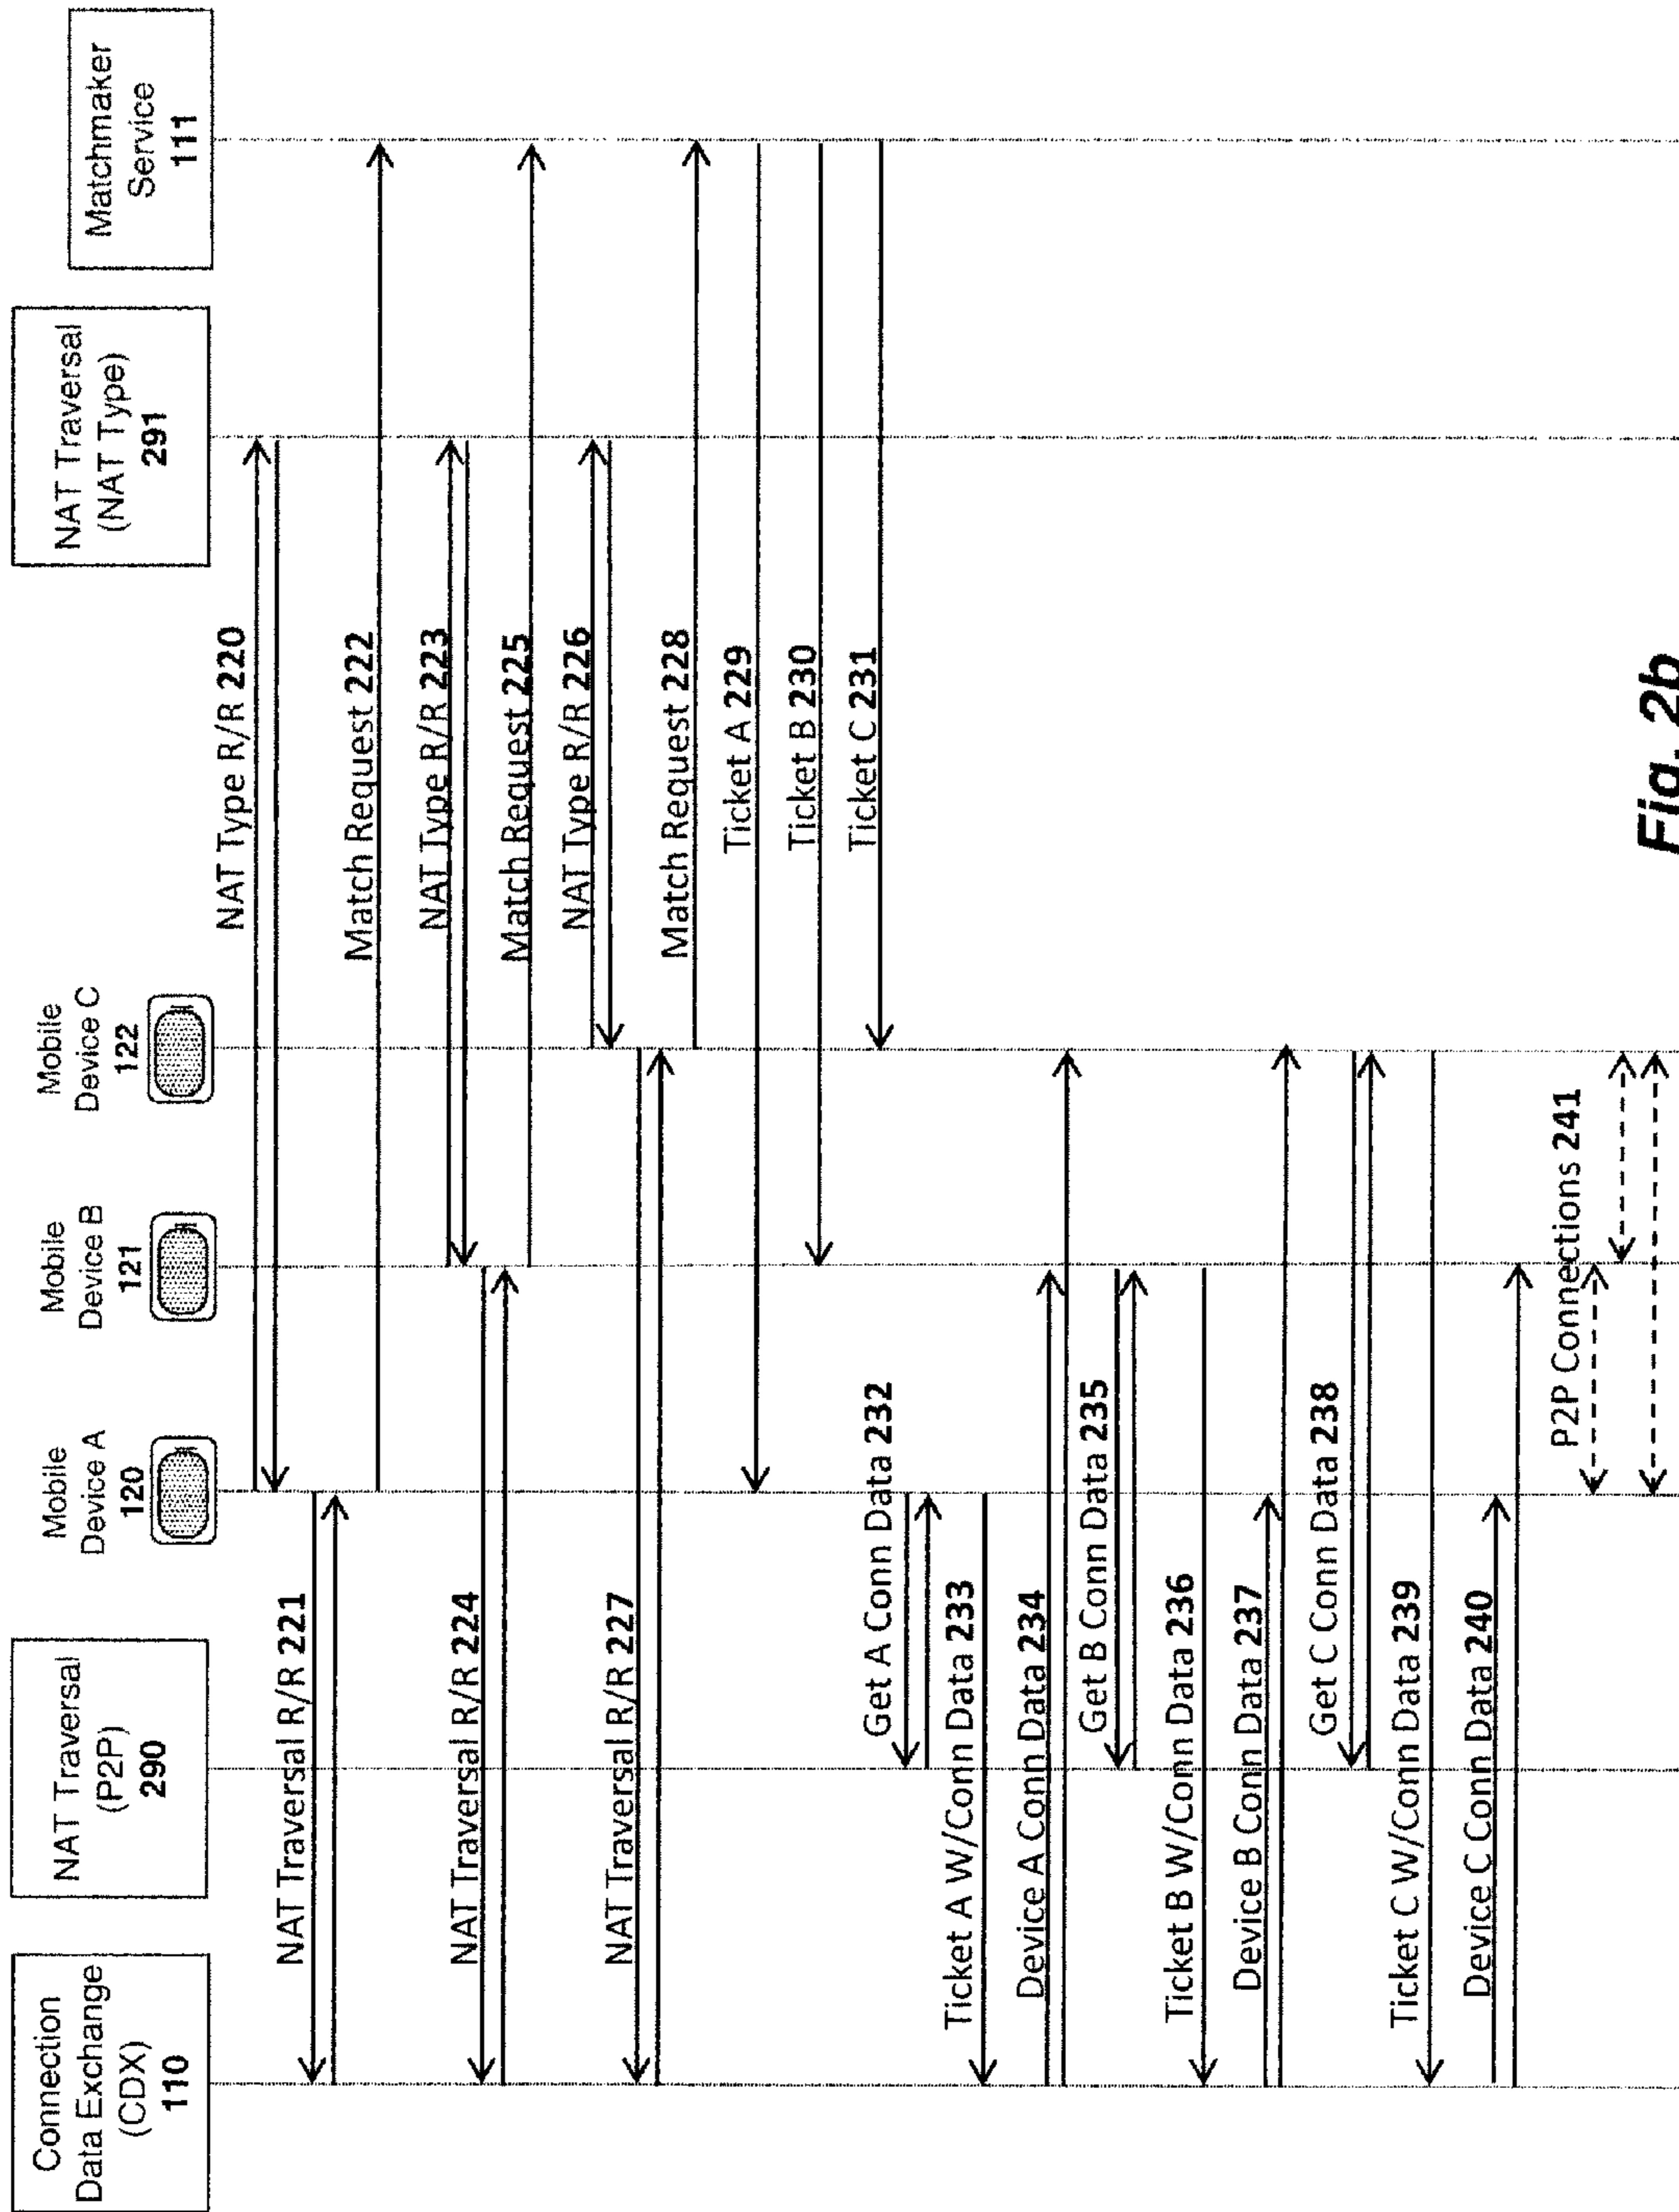 Connection
Data Exchange
(CDX)
110
NAT Traversal
(P2P)
290
Mobile
Device A
120
Mobile
Device B
121
Mobile
Device C
122
NAT Traversal
(NAT Type)
291
Matchmaker
Service
111
NAT Type R/R 220
NAT Traversal R/R 221
Match Request 222
NAT Type R/R 223
NAT Traversal R/R 224
Match Request 225
NAT Type R/R 226
NAT Traversal R/R 227
Match Request 228
Ticket A 229
Ticket B 230
Ticket C 231
Get A Conn Data 232
Ticket A W/Conn Data 233
Device A Conn Data 234
Get B Conn Data 235
Ticket B W/Conn Data 236
Device B Conn Data 237
Get C Conn Data 238
Ticket C W/Conn Data 239
Device C Conn Data 240
P2P Connections 241
Fig. 2b